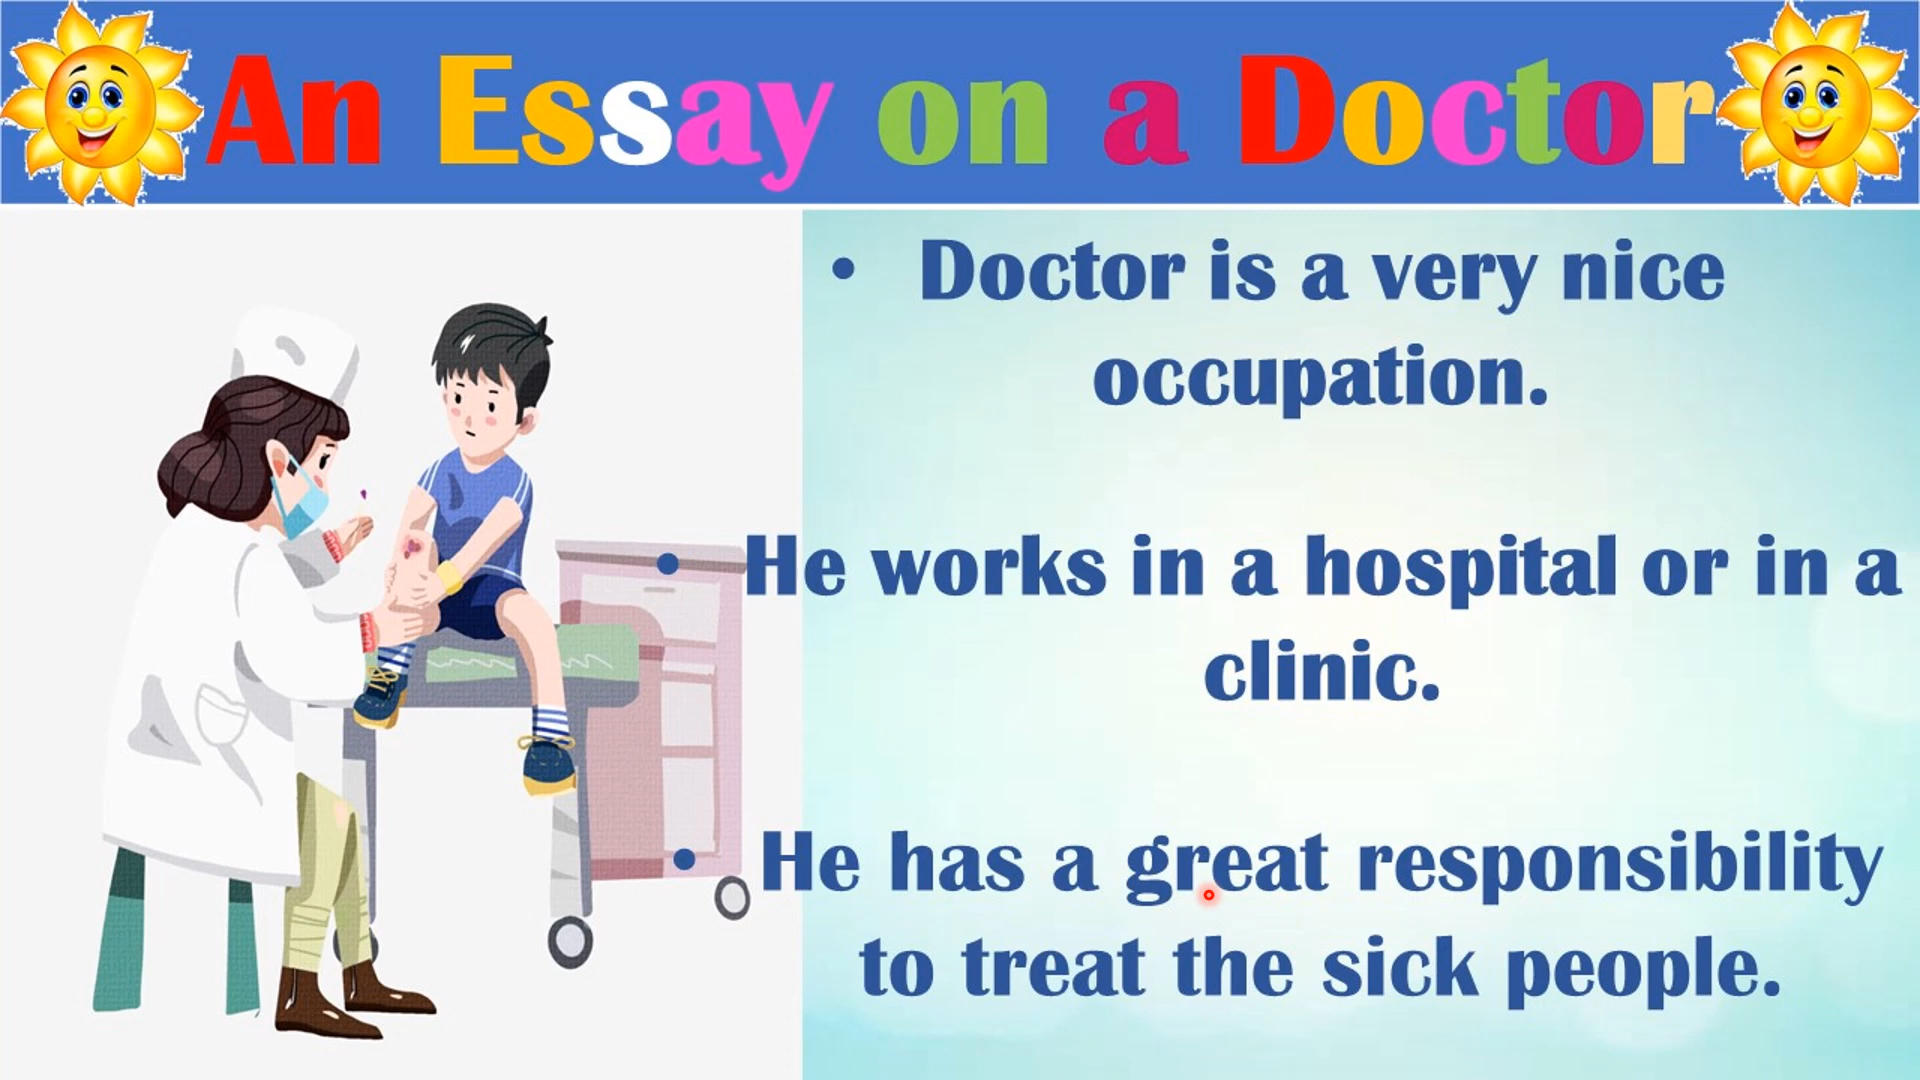 An Essay on a Doctor
• Doctor is a very nice
occupation.
• He works in a hospital or in a
clinic.
• He has a great responsibility
to treat the sick people.